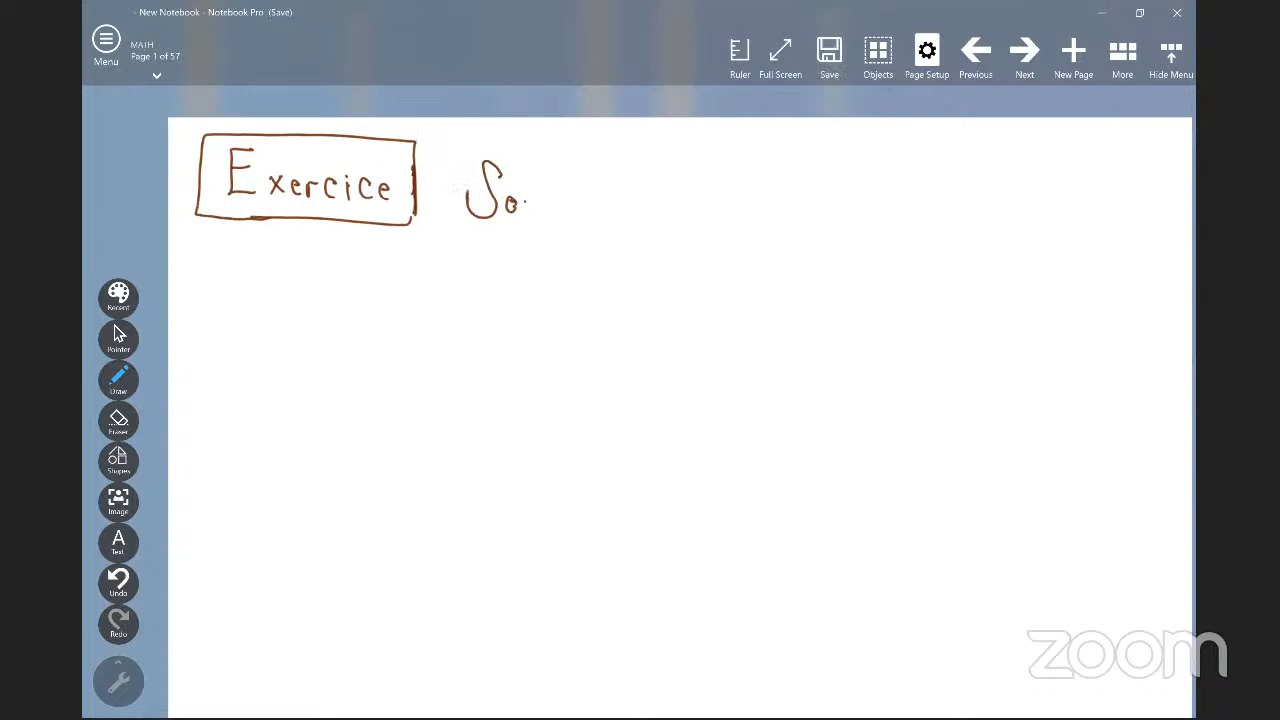 - New Notebook - Notebook Pro (Save)
Menu
MATH
Page 1 of 57
Ruler
Full Screen
Save
Objects
Page Setup
Previous
Next
New Page
More
Hide Menu
Exercice So
Recent
Pointer
Draw
Eraser
Shapes
Image
A
Text
Undo
Redo
zoom